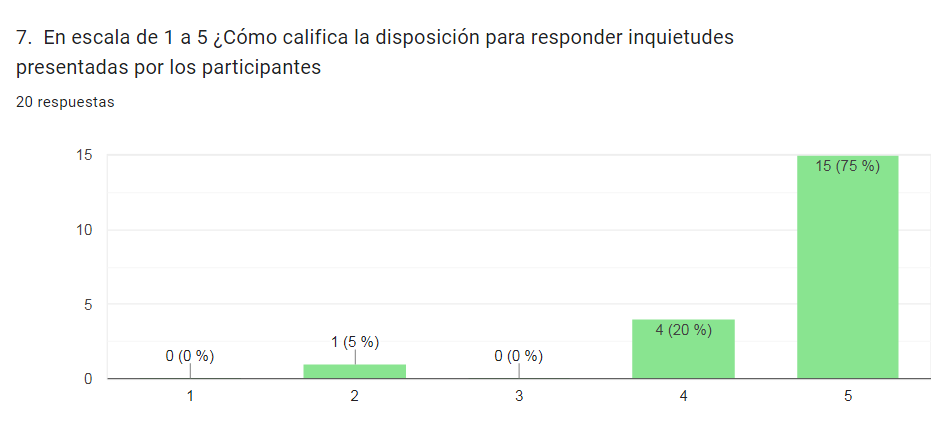 7.  En escala de 1 a 5 ¿Cómo califica la disposición para responder inquietudes
presentadas por los participantes
20 respuestas
15
15 (75 %)
10
5
4 (20 %)
1 (5 %)
0 (0 %)
0 (0 %)
0
1
2
3
4
5